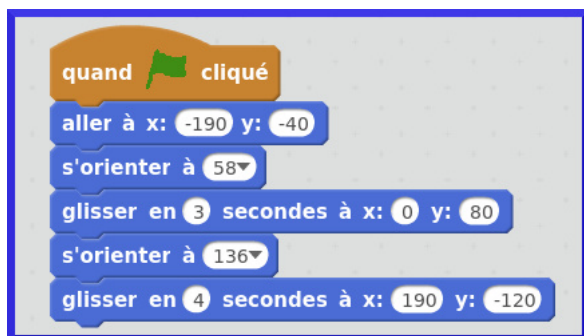 quand cliqué
aller à x: -190 y: -40
s'orienter à 58
glisser en 3 secondes à x: 0 y: 80
s'orienter à 136
glisser en 4 secondes à x: 190 y: -120